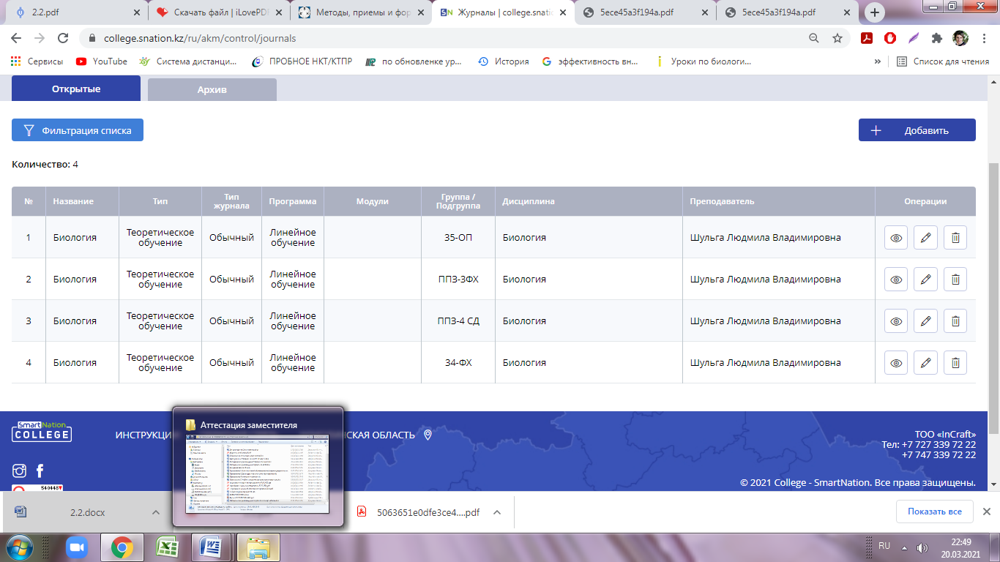 2.2.pdf
Скачать файл | iLovePDF
Методы, приемы и фор
Журналы | college.snatio
5ece45a3f194a.pdf
5ece45a3f194a.pdf
college.snation.kz/ru/akm/control/journals
Сервисы
YouTube
Система дистанци...
ПРОБНОЕ НКТ/КТПР
по обновление ур...
История
эффективность вн...
Уроки по биологи...
»
Список для чтения
Открытые
Архив
Фильтрация списка
Добавить
Количество: 4
№ Название Тип Тип журнала Программа Модули Группа / Подгруппа Дисциплина Преподаватель Операции
1 Биология Теоретическое обучение Обычный Линейное обучение 35-ОП Биология Шульга Людмила Владимировна
2 Биология Теоретическое обучение Обычный Линейное обучение ПП3-3ФХ Биология Шульга Людмила Владимировна
3 Биология Теоретическое обучение Обычный Линейное обучение ПП3-4 СД Биология Шульга Людмила Владимировна
4 Биология Теоретическое обучение Обычный Линейное обучение 34-ФХ Биология Шульга Людмила Владимировна
Smart Nation
COLLEGE
ИНСТРУКЦИ
Аттестация заместителя
НСКАЯ ОБЛАСТЬ
ТОО «InCraft»
Тел: +7 727 339 72 22
+7 747 339 72 22
540448
© 2021 College - SmartNation. Все права защищены.
2.2.docx
5063651e0dfe3ce4....pdf
Показать все
RU
22:49
20.03.2021